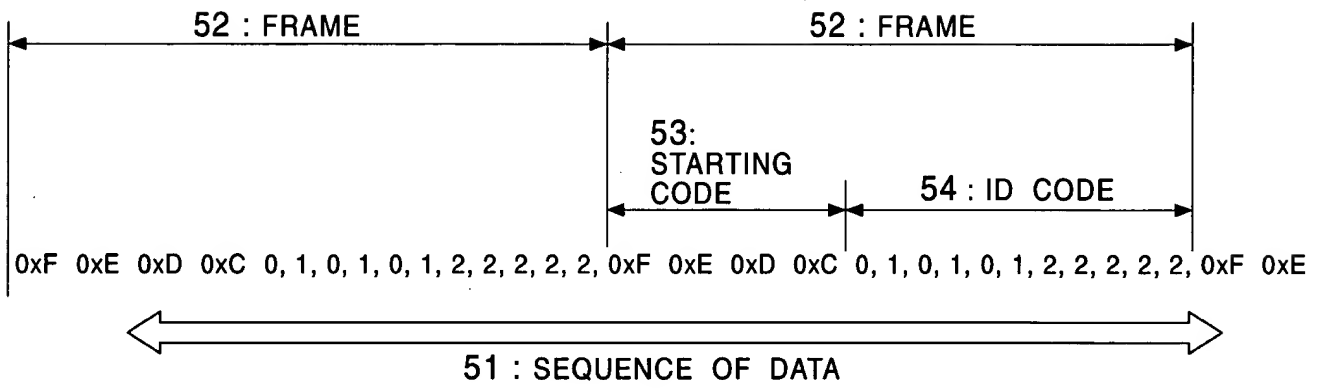 52 : FRAME
52 : FRAME
53:
STARTING
CODE
54 : ID CODE
0xF 0xE 0xD 0xC 0, 1, 0, 1, 0, 1, 2, 2, 2, 2, 2, 0xF 0xE 0xD 0xC 0, 1, 0, 1, 0, 1, 2, 2, 2, 2, 2, 0xF 0xE
51 : SEQUENCE OF DATA